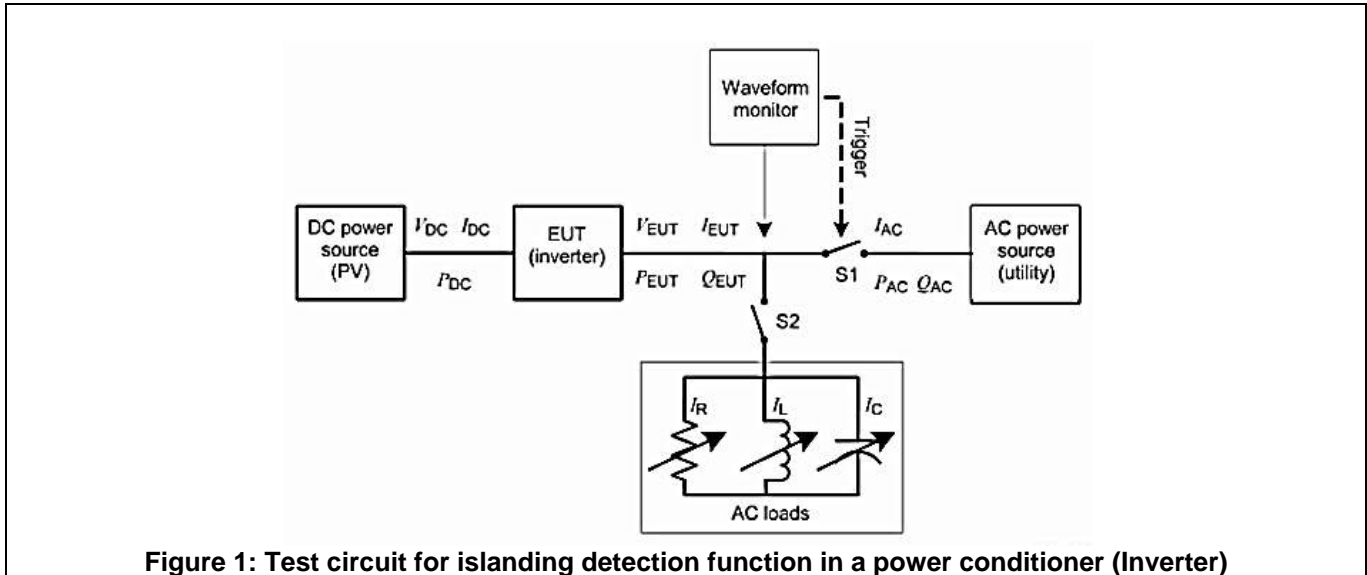 Waveform
monitor
Trigger
DC power
source
(PV)
V_DC I_DC
P_DC
EUT
(inverter)
V_EUT I_EUT
P_EUT Q_EUT
S1
I_AC
P_AC Q_AC
AC power
source
(utility)
S2
I_R
I_L
I_C
AC loads
Figure 1: Test circuit for islanding detection function in a power conditioner (Inverter)